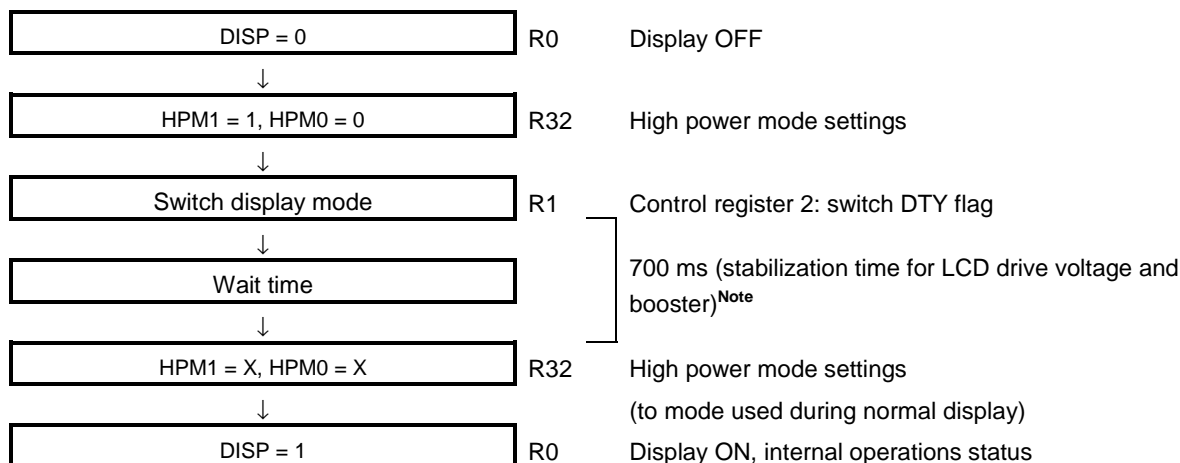 DISP = 0 R0 Display OFF
↓
HPM1 = 1, HPM0 = 0 R32 High power mode settings
↓
Switch display mode R1 Control register 2: switch DTY flag
↓
Wait time 700 ms (stabilization time for LCD drive voltage and
booster)Note
↓
HPM1 = X, HPM0 = X R32 High power mode settings
↓ (to mode used during normal display)
DISP = 1 R0 Display ON, internal operations status